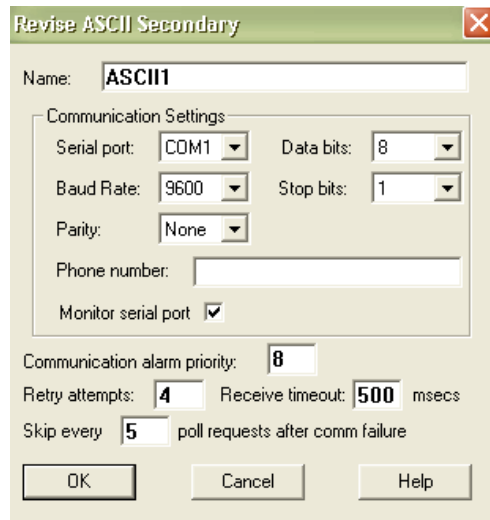 Revise ASCII Secondary
Name: ASCII1
Communication Settings
Serial port: COM1 Data bits: 8
Baud Rate: 9600 Stop bits: 1
Parity: None
Phone number:
Monitor serial port
Communication alarm priority: 8
Retry attempts: 4 Receive timeout: 500 msecs
Skip every 5 poll requests after comm failure
OK Cancel Help